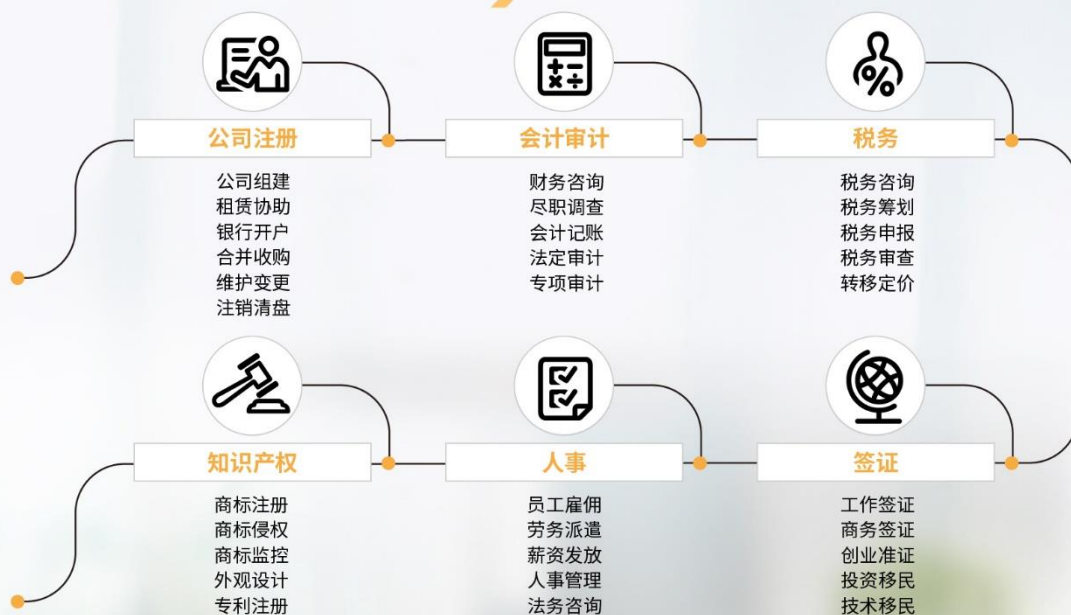 公司注册
公司组建
租赁协助
银行开户
合并收购
维护变更
注销清盘
会计审计
财务咨询
尽职调查
会计记账
法定审计
专项审计
税务
税务咨询
税务筹划
税务申报
税务审查
转移定价
知识产权
商标注册
商标侵权
商标监控
外观设计
专利注册
人事
员工雇佣
劳务派遣
薪资发放
人事管理
法务咨询
签证
工作签证
商务签证
创业准证
投资移民
技术移民